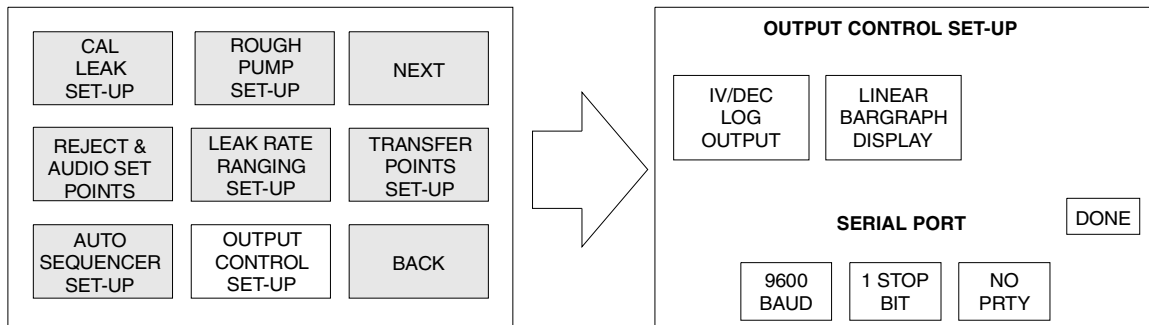 CAL
LEAK
SET-UP
ROUGH
PUMP
SET-UP
NEXT
REJECT &
AUDIO SET
POINTS
LEAK RATE
RANGING
SET-UP
TRANSFER
POINTS
SET-UP
AUTO
SEQUENCER
SET-UP
OUTPUT
CONTROL
SET-UP
BACK
OUTPUT CONTROL SET-UP
IV/DEC
LOG
OUTPUT
LINEAR
BARGRAPH
DISPLAY
SERIAL PORT
DONE
9600
BAUD
1 STOP
BIT
NO
PRTY